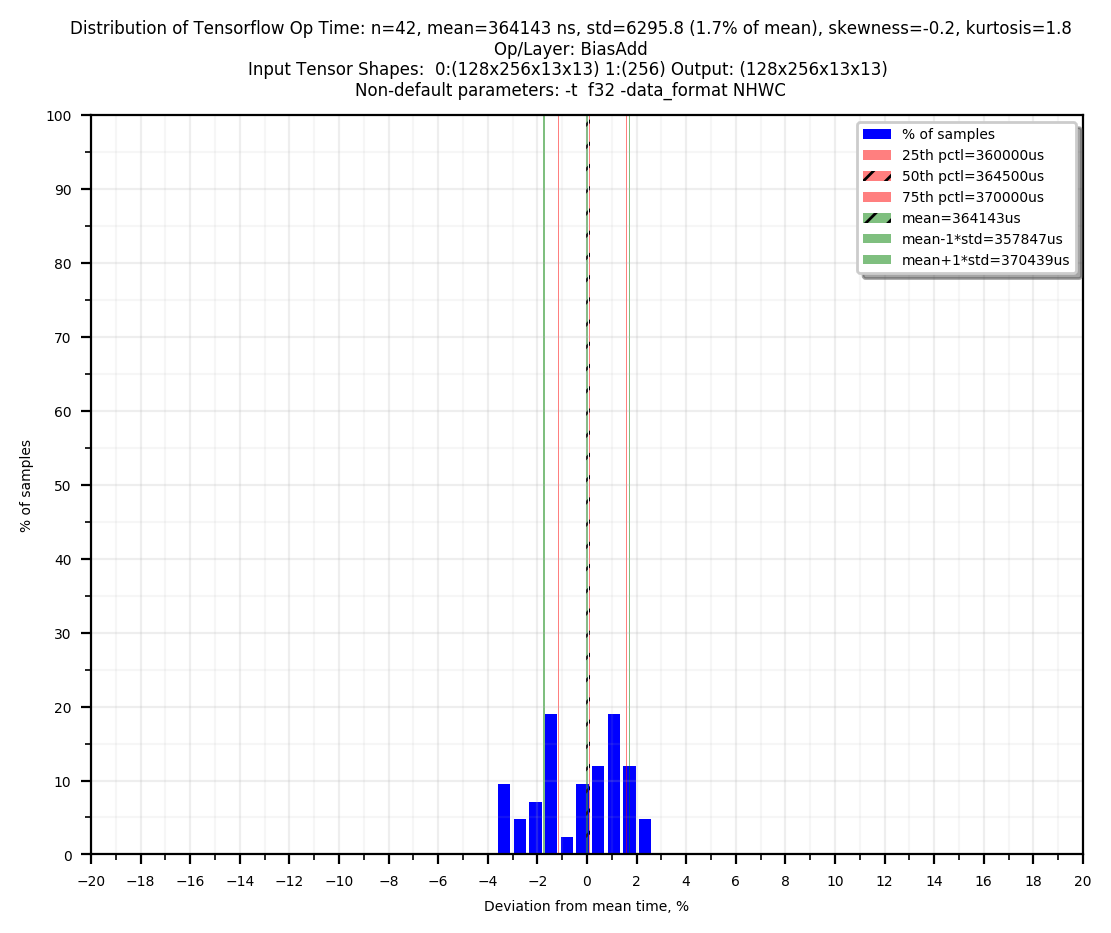 Distribution of Tensorflow Op Time: n=42, mean=364143 ns, std=6295.8 (1.7% of mean), skewness=-0.2, kurtosis=1.8
Op/Layer: BiasAdd
Input Tensor Shapes:  0:(128x256x13x13) 1:(256) Output: (128x256x13x13)
Non-default parameters: -t  f32 -data_format NHWC
100
90
80
70
60
50
40
30
20
10
0
% of samples
% of samples
25th pctl=360000us
50th pctl=364500us
75th pctl=370000us
mean=364143us
mean-1*std=357847us
mean+1*std=370439us
−20 −18 −16 −14 −12 −10 −8 −6 −4 −2 0 2 4 6 8 10 12 14 16 18 20
Deviation from mean time, %